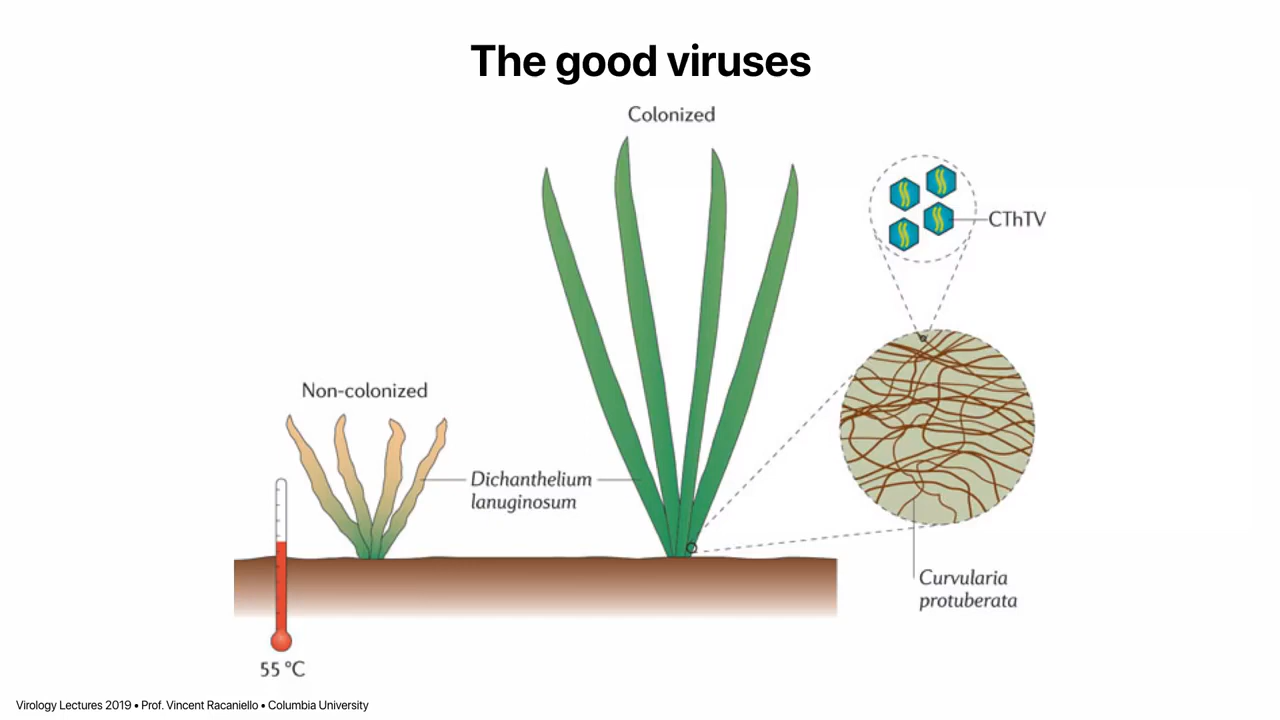 The good viruses
Colonized
CThTV
Non-colonized
Dichanthelium
lanuginosum
Curvularia
protuberata
55 °C
Virology Lectures 2019 • Prof. Vincent Racaniello • Columbia University